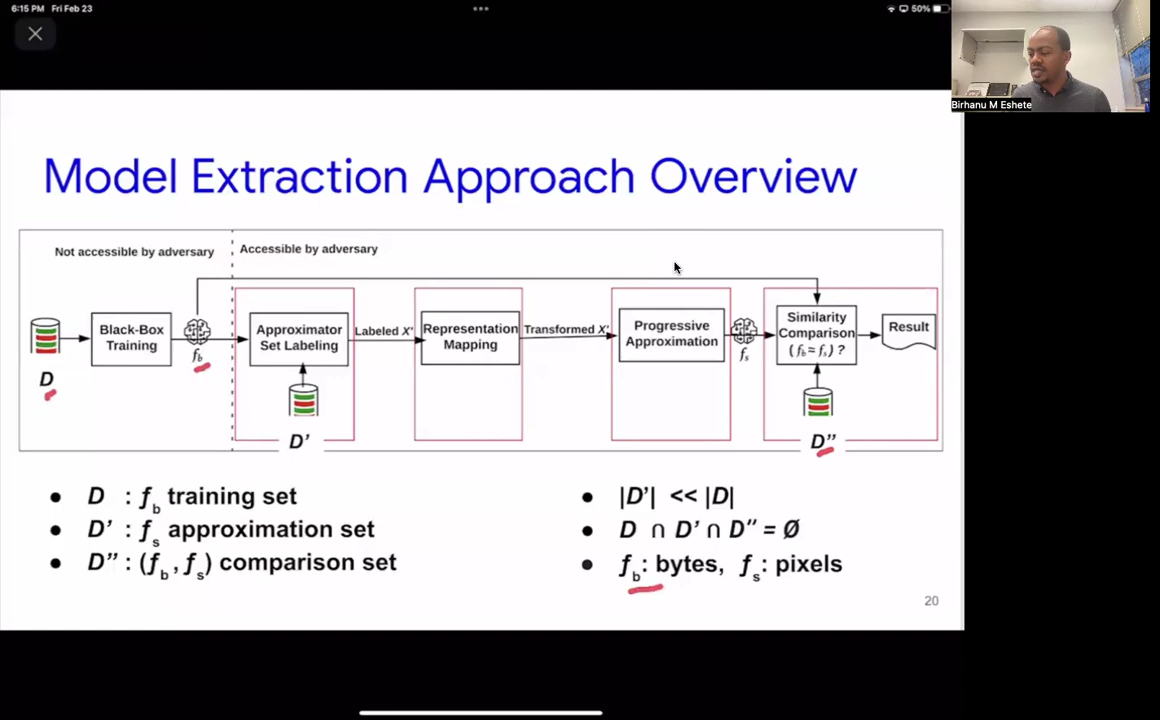 6:15 PM Fri Feb 23
50%
Birhanu M Eshete
Model Extraction Approach Overview
Not accessible by adversary
Accessible by adversary
Black-Box
Training
fb
D
Approximator
Set Labeling
D’
Labeled X’
Representation
Mapping
Transformed X’
Progressive
Approximation
fs
Similarity
Comparison
( fb ≈ fs ) ?
D”
Result
● D : fb training set
● D’ : fs approximation set
● D” : (fb , fs) comparison set
● |D’| << |D|
● D ∩ D’ ∩ D” = Ø
● fb: bytes, fs: pixels
20